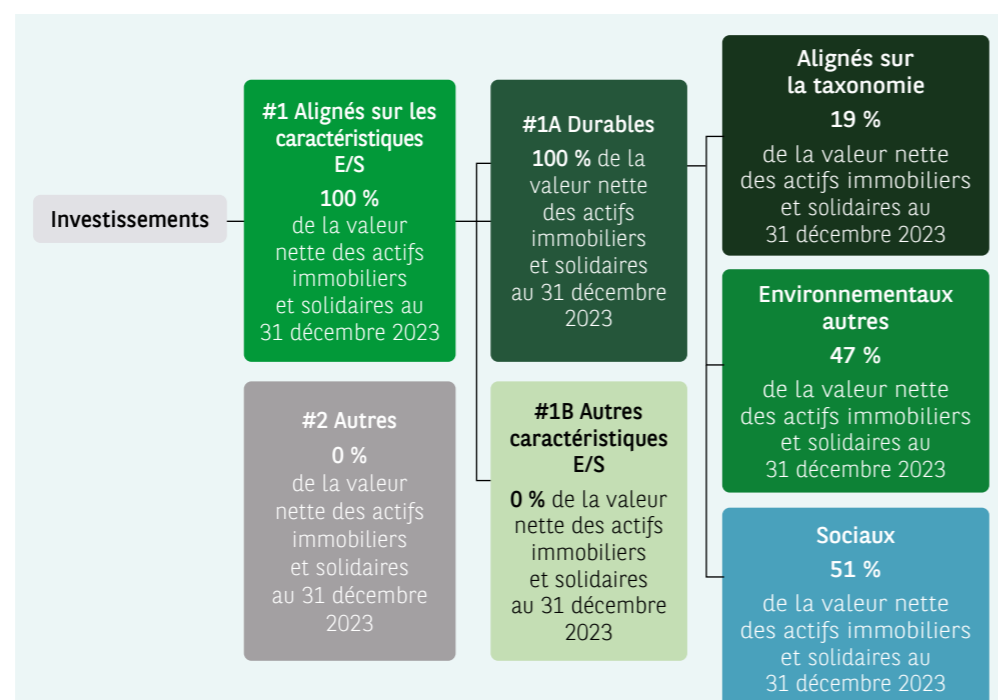 Investissements
#1 Alignés sur les
caractéristiques
E/S
100 %
de la valeur
nette des actifs
immobiliers
et solidaires au
31 décembre 2023
#2 Autres
0 %
de la valeur
nette des actifs
immobiliers
et solidaires
au 31 décembre
2023
#1A Durables
100 % de la
valeur nette
des actifs
immobiliers
et solidaires
au 31 décembre
2023
#1B Autres
caractéristiques
E/S
0 % de la valeur
nette des actifs
immobiliers
et solidaires
au 31 décembre
2023
Alignés sur
la taxonomie
19 %
de la valeur nette
des actifs immobiliers
et solidaires au
31 décembre 2023
Environnementaux
autres
47 %
de la valeur nette
des actifs immobiliers
et solidaires au
31 décembre 2023
Sociaux
51 %
de la valeur nette
des actifs immobiliers
et solidaires au
31 décembre 2023